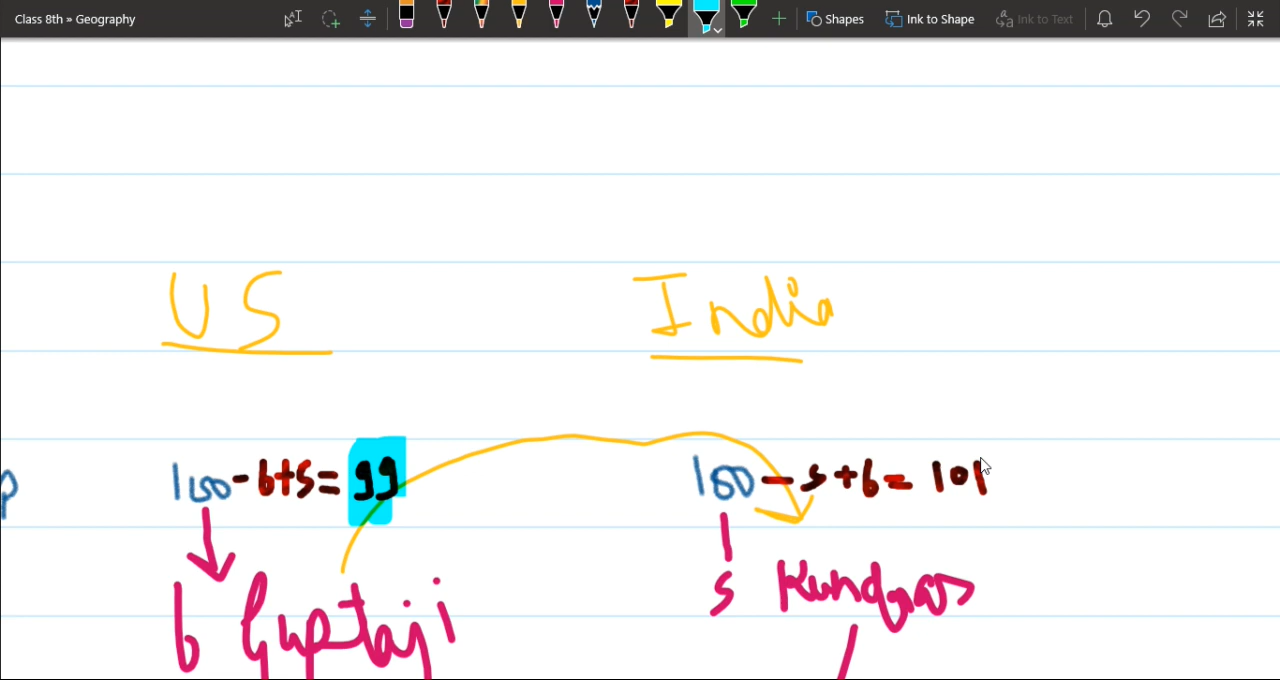 Class 8th » Geography
Shapes
Ink to Shape
Ink to Text
US
India
p
100-6+5=99
100-5+6=101
6 Guptaji
5